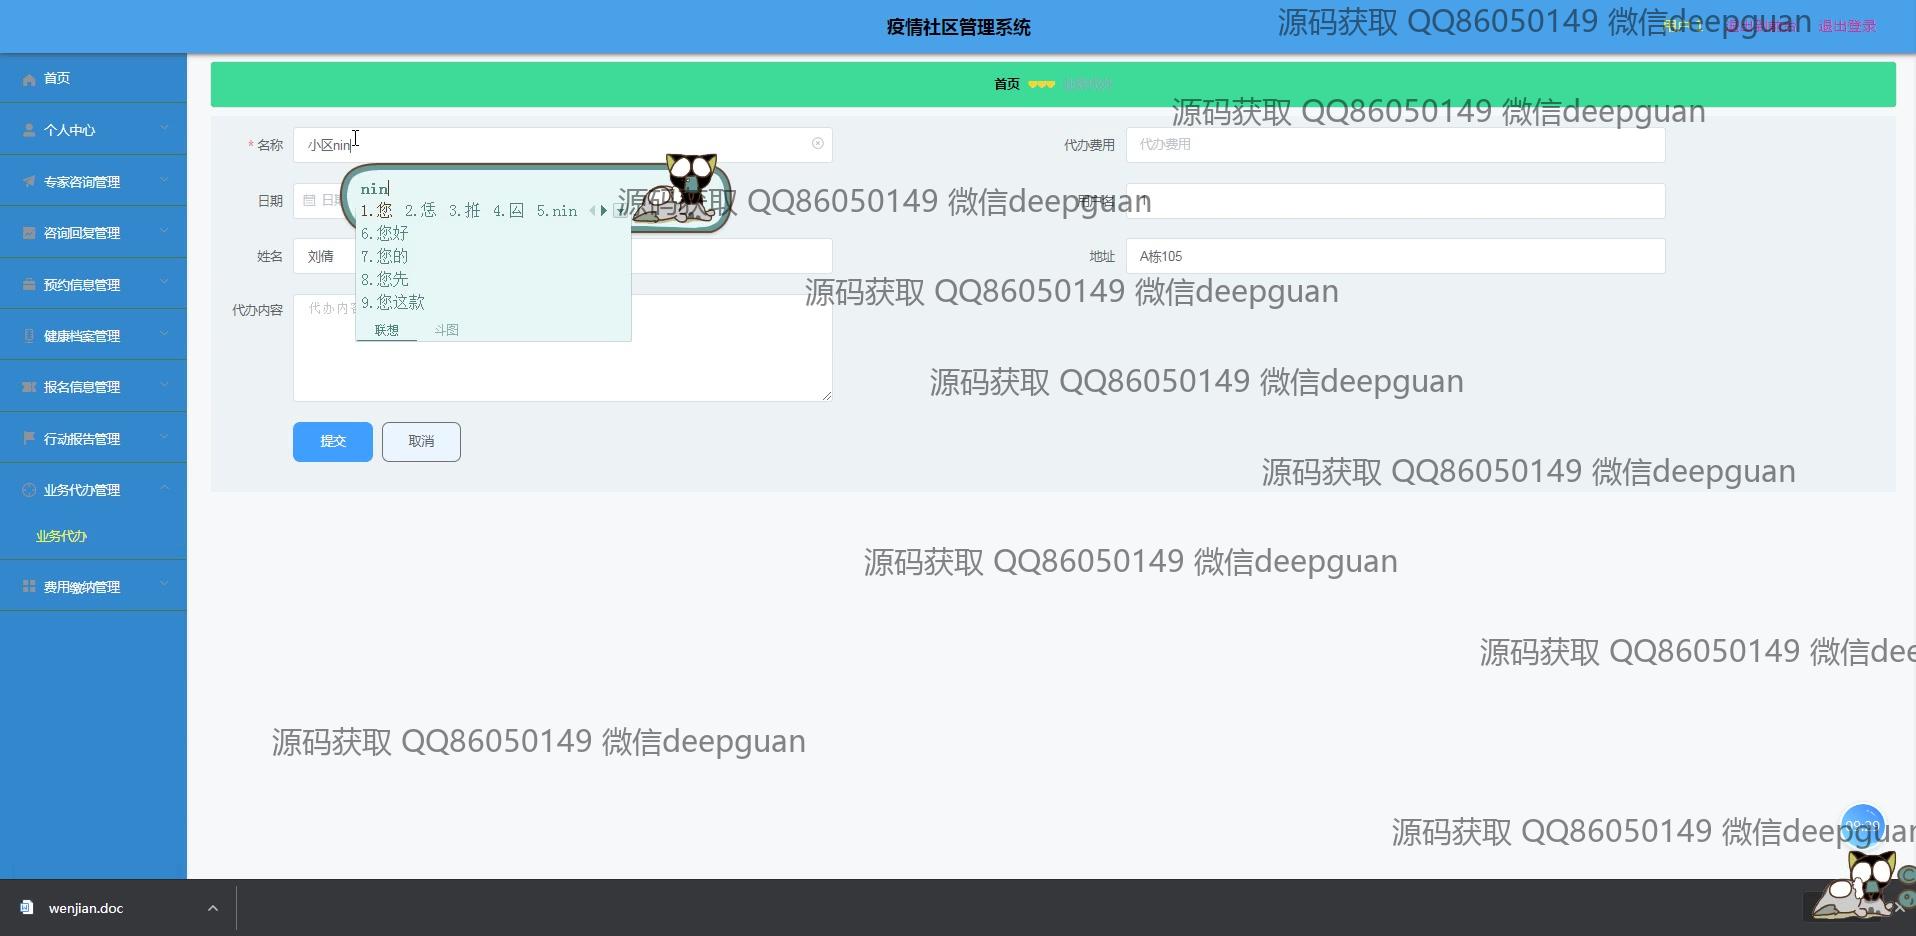 疫情社区管理系统
源码获取 QQ86050149 微信deepguan
退出登录
首页
个人中心
专家咨询管理
咨询回复管理
预约信息管理
健康档案管理
报名信息管理
行动报告管理
业务代办管理
业务代办
费用缴纳管理
首页
源码获取 QQ86050149 微信deepguan
* 名称 小区nin
代办费用 代办费用
nin
1.您 2.恁 3.拰 4.囜 5.nin
6.您好
7.您的
8.您先
9.您这款
联想 斗图
日期
源码获取 QQ86050149 微信deepguan
1
姓名 刘倩
地址 A栋105
源码获取 QQ86050149 微信deepguan
代办内容
源码获取 QQ86050149 微信deepguan
提交 取消
源码获取 QQ86050149 微信deepguan
源码获取 QQ86050149 微信deepguan
源码获取 QQ86050149 微信dee
源码获取 QQ86050149 微信deepguan
源码获取 QQ86050149 微信deepguan
wenjian.doc